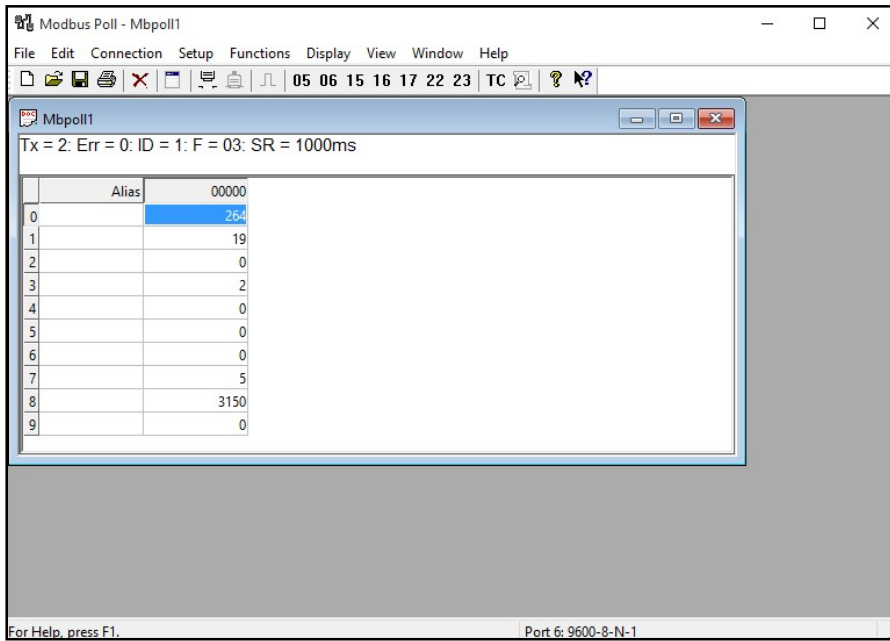 Modbus Poll - Mbpoll1
File Edit Connection Setup Functions Display View Window Help
05 06 15 16 17 22 23 TC
Mbpoll1
Tx = 2: Err = 0: ID = 1: F = 03: SR = 1000ms
Alias 00000
0 264
1 19
2 0
3 2
4 0
5 0
6 0
7 5
8 3150
9 0
For Help, press F1. Port 6: 9600-8-N-1